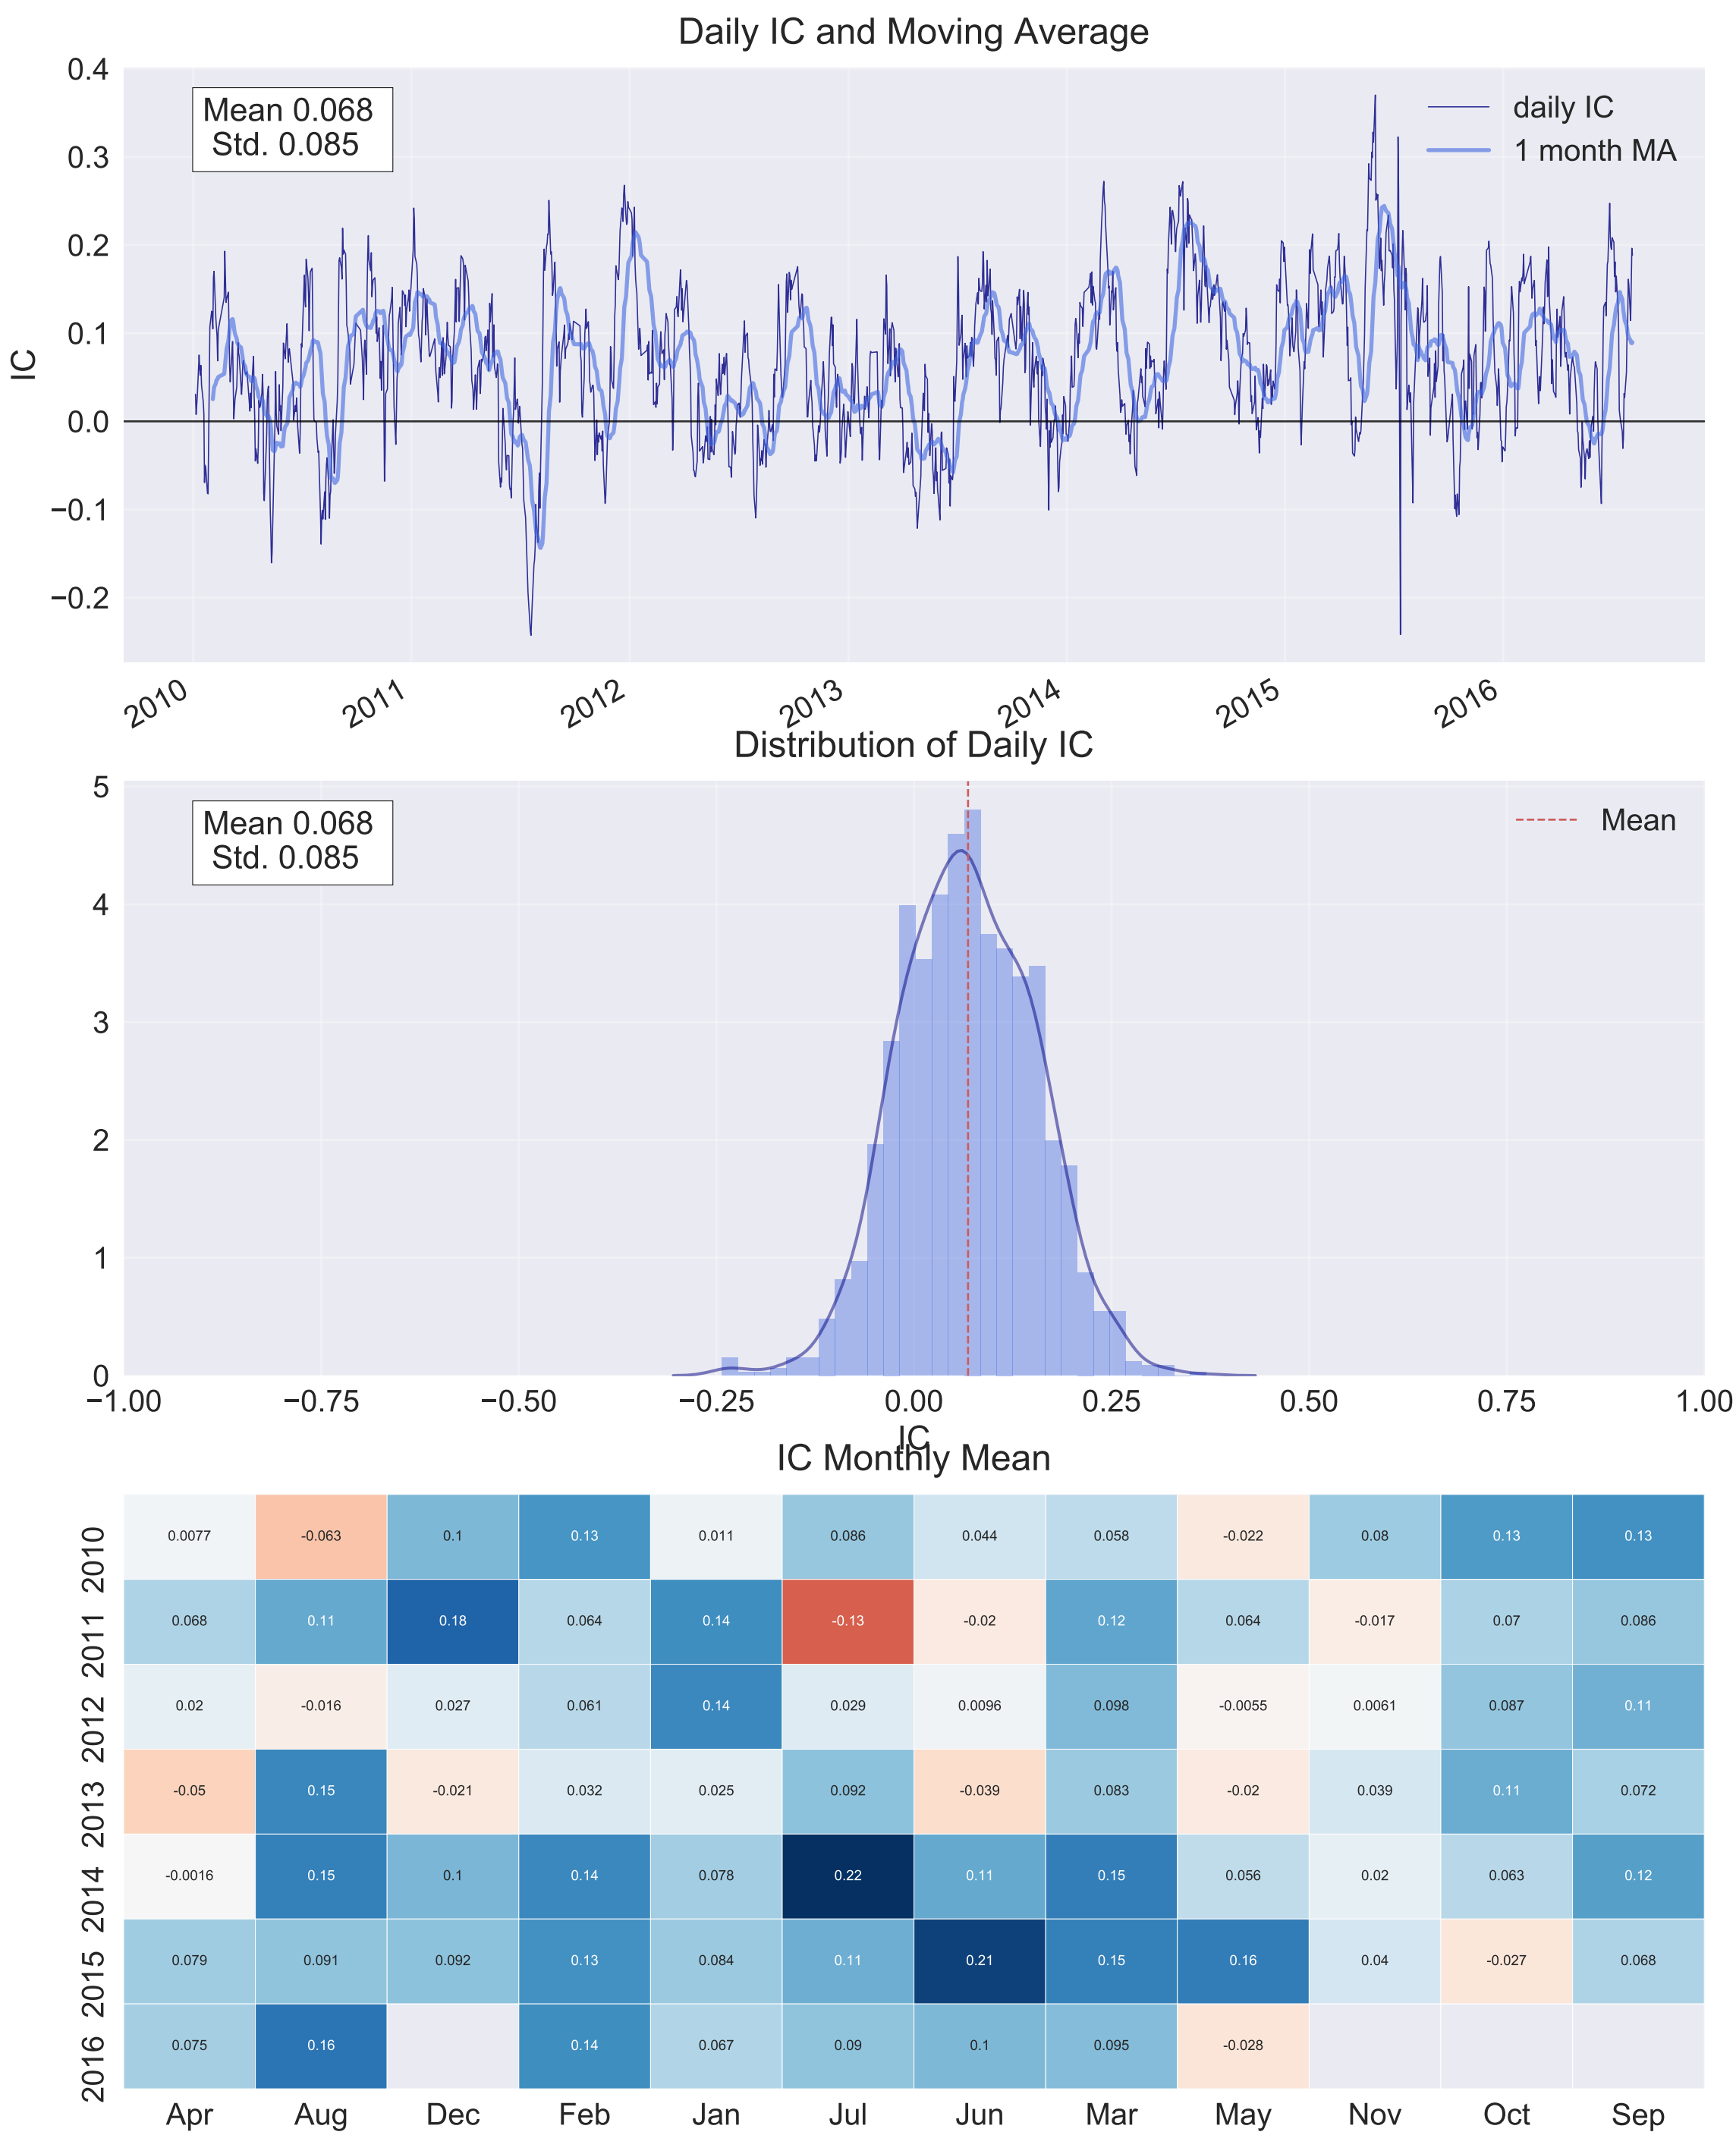 Daily IC and Moving Average
0.4
0.3
0.2
0.1
0.0
−0.1
−0.2
IC
Mean 0.068
Std. 0.085
daily IC
1 month MA
2010 2011 2012 2013 2014 2015 2016
Distribution of Daily IC
5
4
3
2
1
0
Mean 0.068
Std. 0.085
Mean
−1.00 −0.75 −0.50 −0.25 0.00 0.25 0.50 0.75 1.00
IC
IC Monthly Mean
2010 0.0077 -0.063 0.1 0.13 0.011 0.086 0.044 0.058 -0.022 0.08 0.13 0.13
2011 0.068 0.11 0.18 0.064 0.14 -0.13 -0.02 0.12 0.064 -0.017 0.07 0.086
2012 0.02 -0.016 0.027 0.061 0.14 0.029 0.0096 0.098 -0.0055 0.0061 0.087 0.11
2013 -0.05 0.15 -0.021 0.032 0.025 0.092 -0.039 0.083 -0.02 0.039 0.11 0.072
2014 -0.0016 0.15 0.1 0.14 0.078 0.22 0.11 0.15 0.056 0.02 0.063 0.12
2015 0.079 0.091 0.092 0.13 0.084 0.11 0.21 0.15 0.16 0.04 -0.027 0.068
2016 0.075 0.16 0.14 0.067 0.09 0.1 0.095 -0.028
Apr Aug Dec Feb Jan Jul Jun Mar May Nov Oct Sep